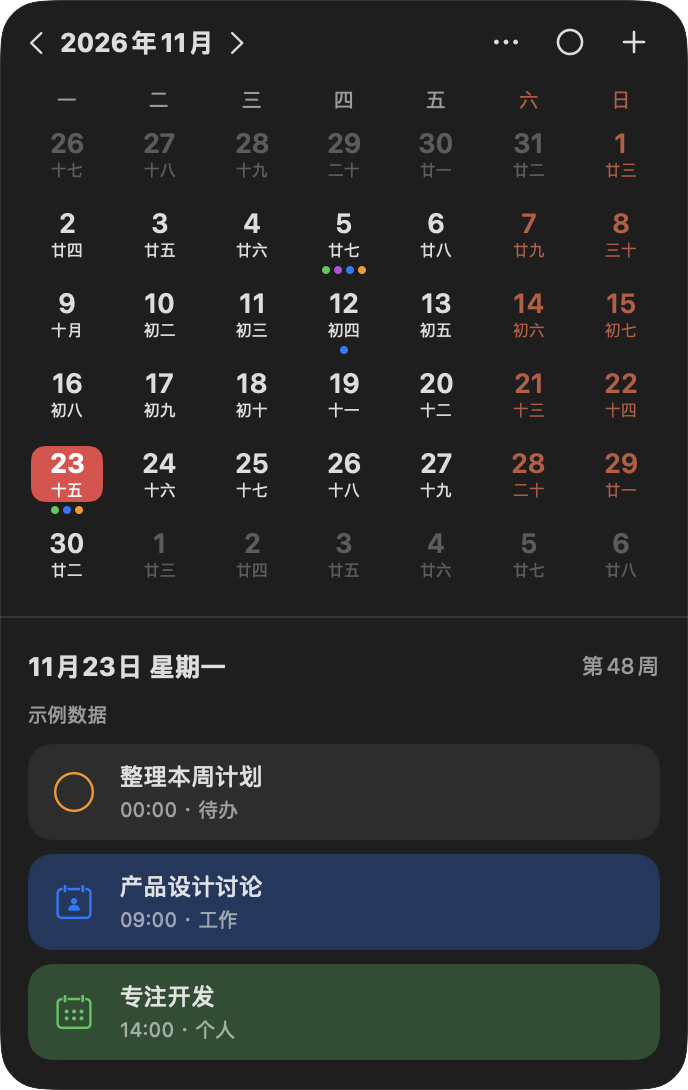 2026年11月
一 二 三 四 五 六 日
26 27 28 29 30 31 1
十七 十八 十九 二十 廿一 廿二 廿三
2 3 4 5 6 7 8
廿四 廿五 廿六 廿七 廿八 廿九 三十
9 10 11 12 13 14 15
十月 初二 初三 初四 初五 初六 初七
16 17 18 19 20 21 22
初八 初九 初十 十一 十二 十三 十四
23 24 25 26 27 28 29
十五 十六 十七 十八 十九 二十 廿一
30 1 2 3 4 5 6
廿二 廿三 廿四 廿五 廿六 廿七 廿八
11月23日 星期一 第48周
示例数据
整理本周计划
00:00 · 待办
产品设计讨论
09:00 · 工作
专注开发
14:00 · 个人